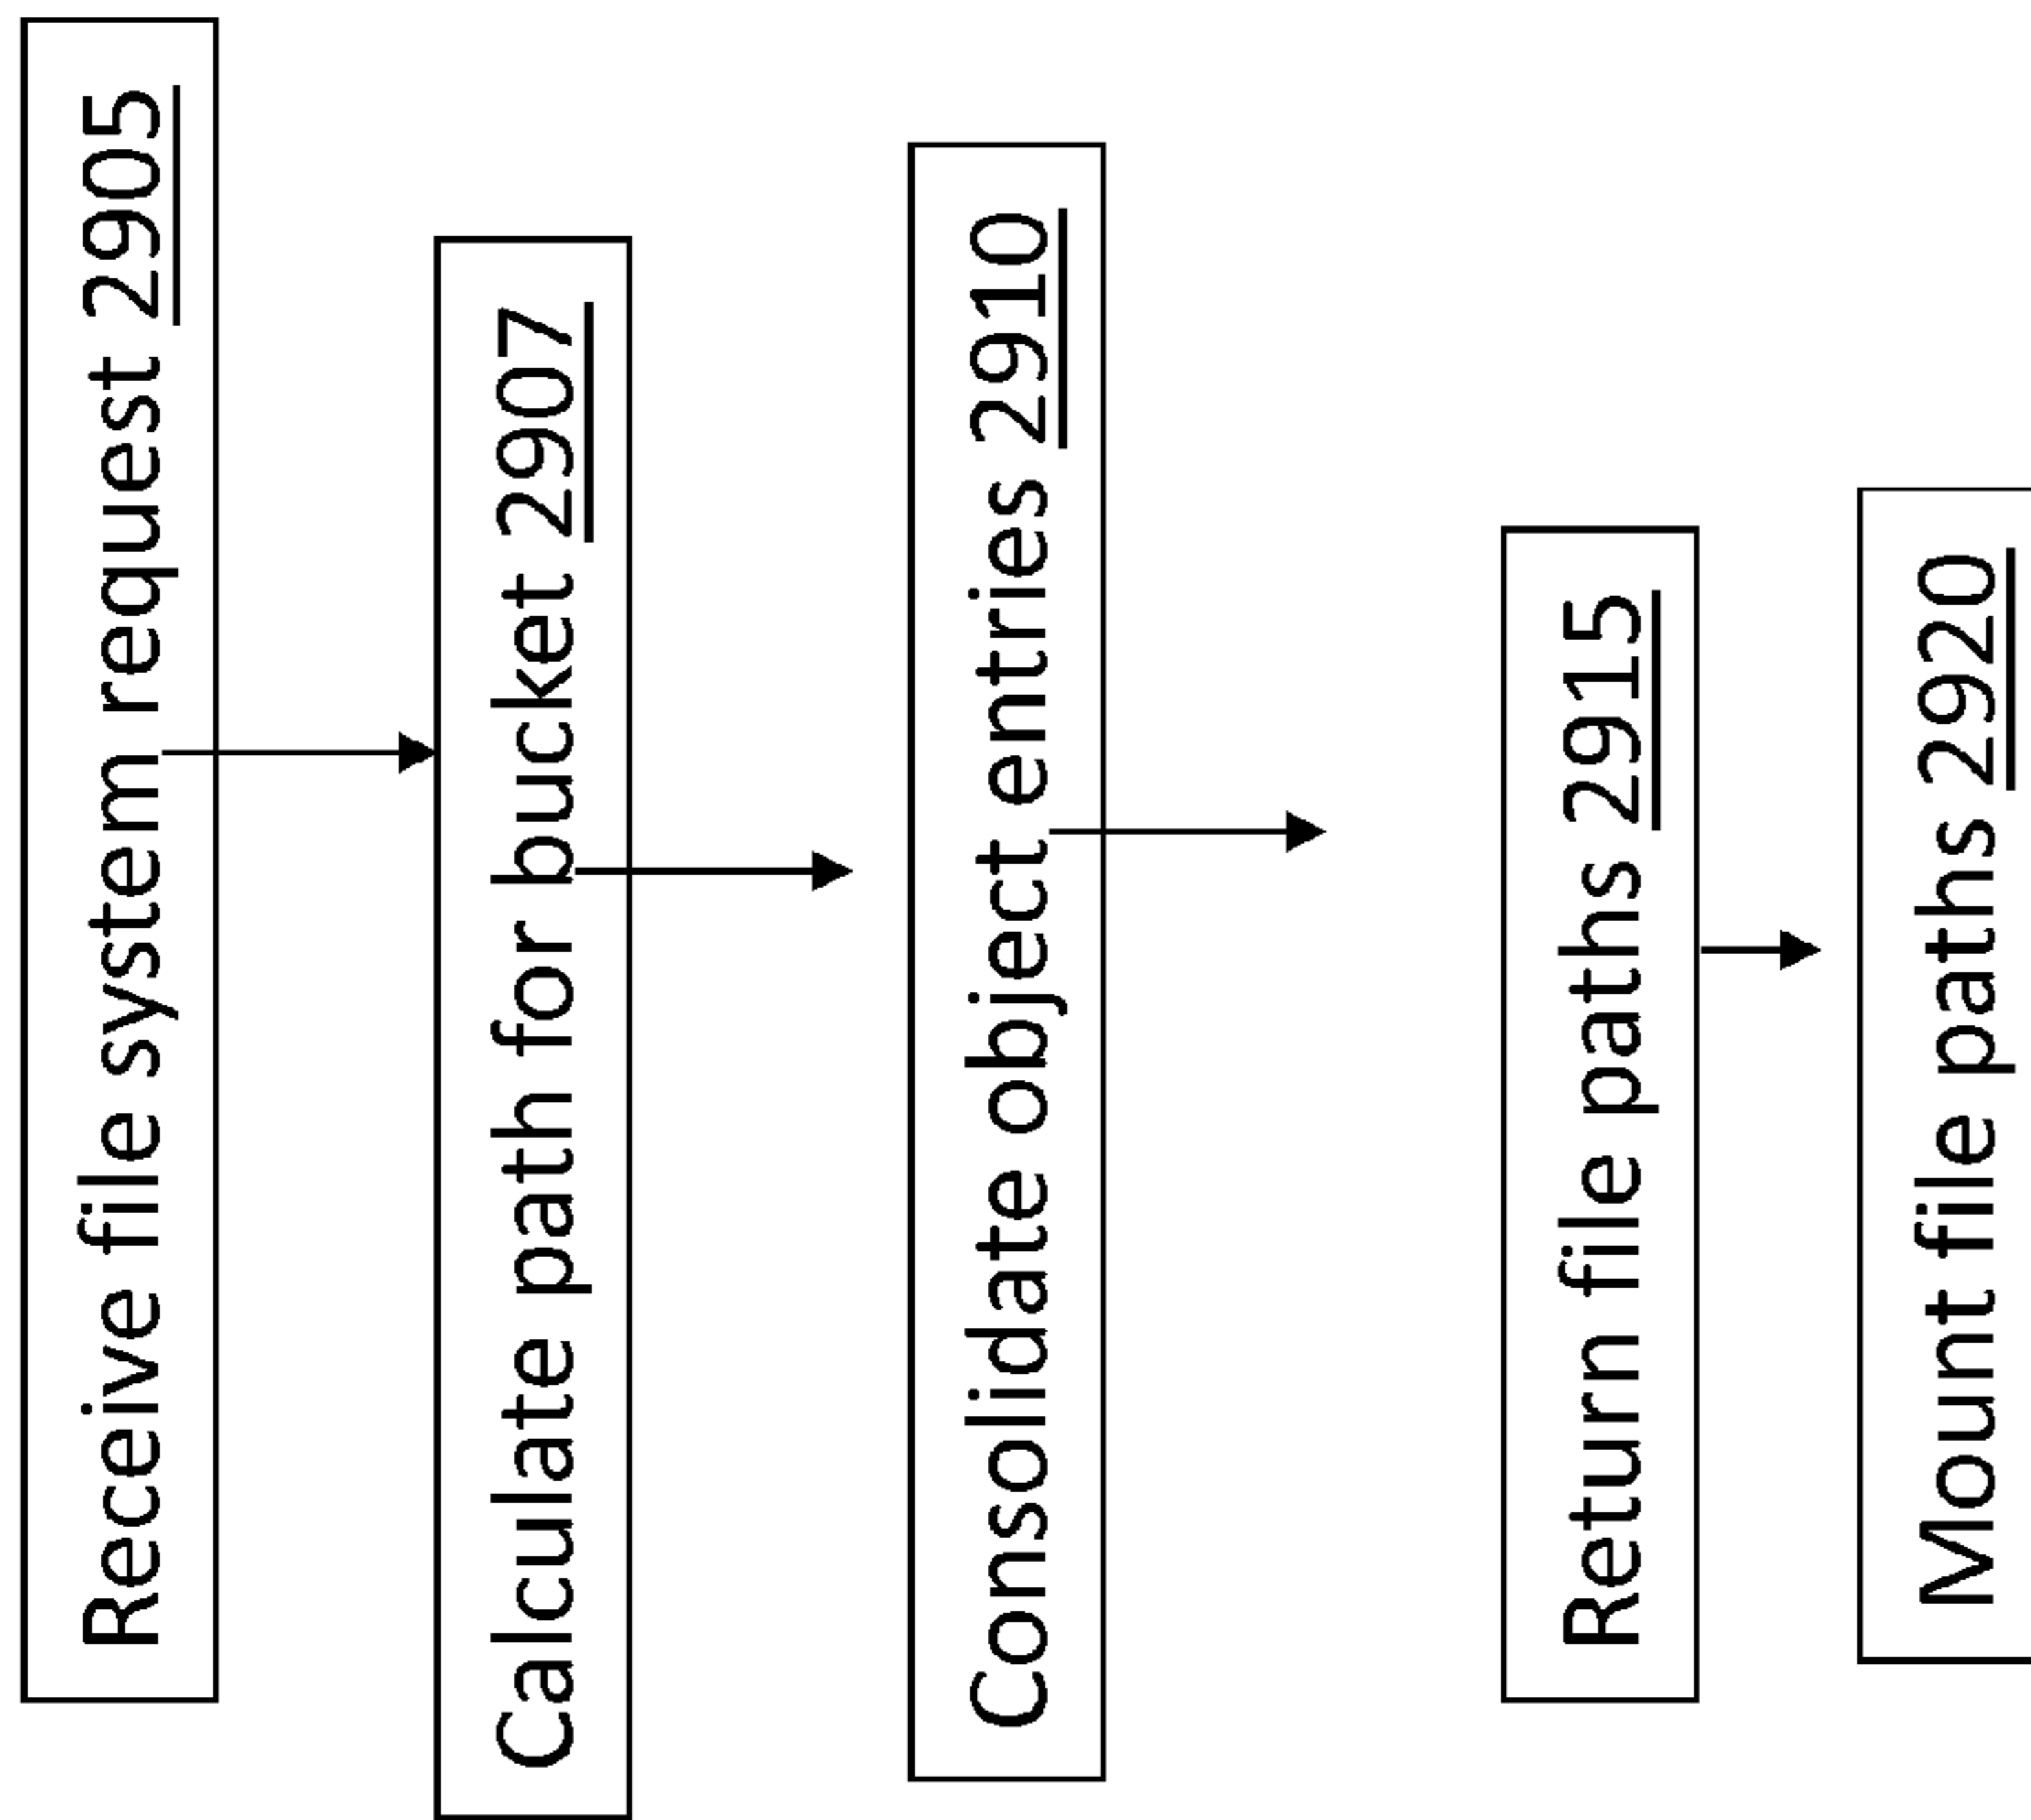 Receive file system request 2905
Calculate path for bucket 2907
Consolidate object entries 2910
Return file paths 2915
Mount file paths 2920